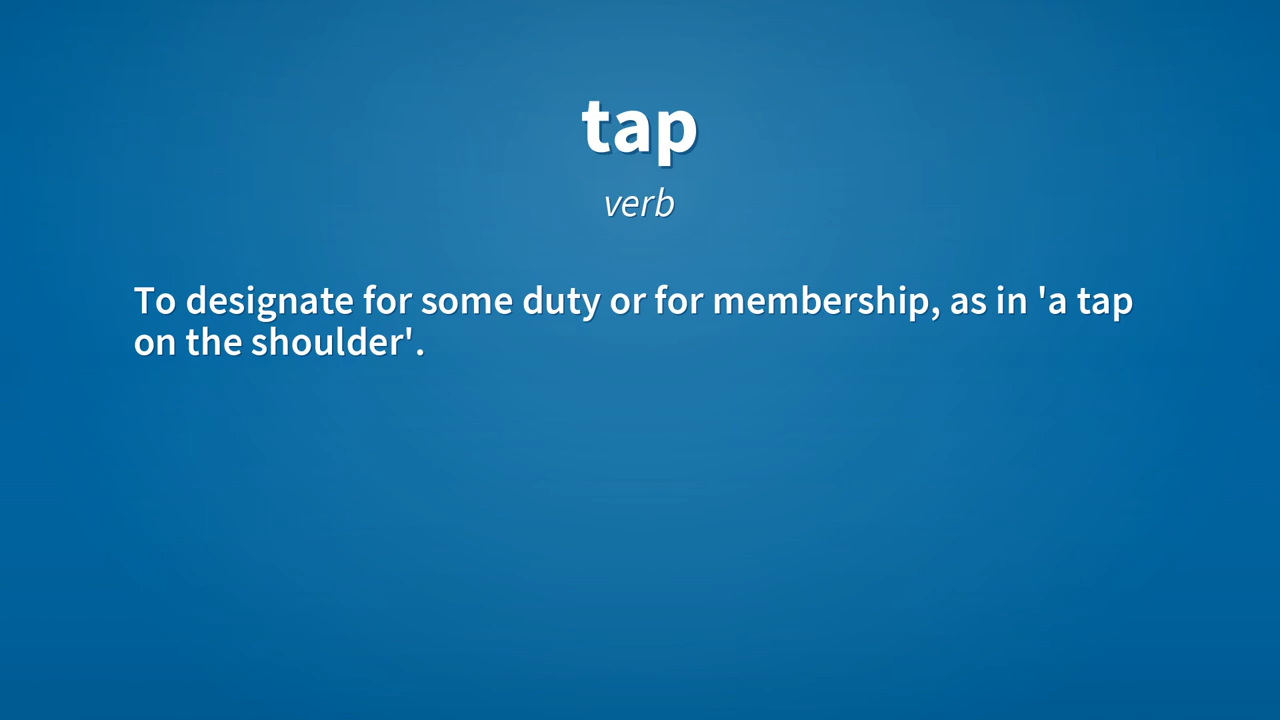 tap
verb
To designate for some duty or for membership, as in 'a tap
on the shoulder'.